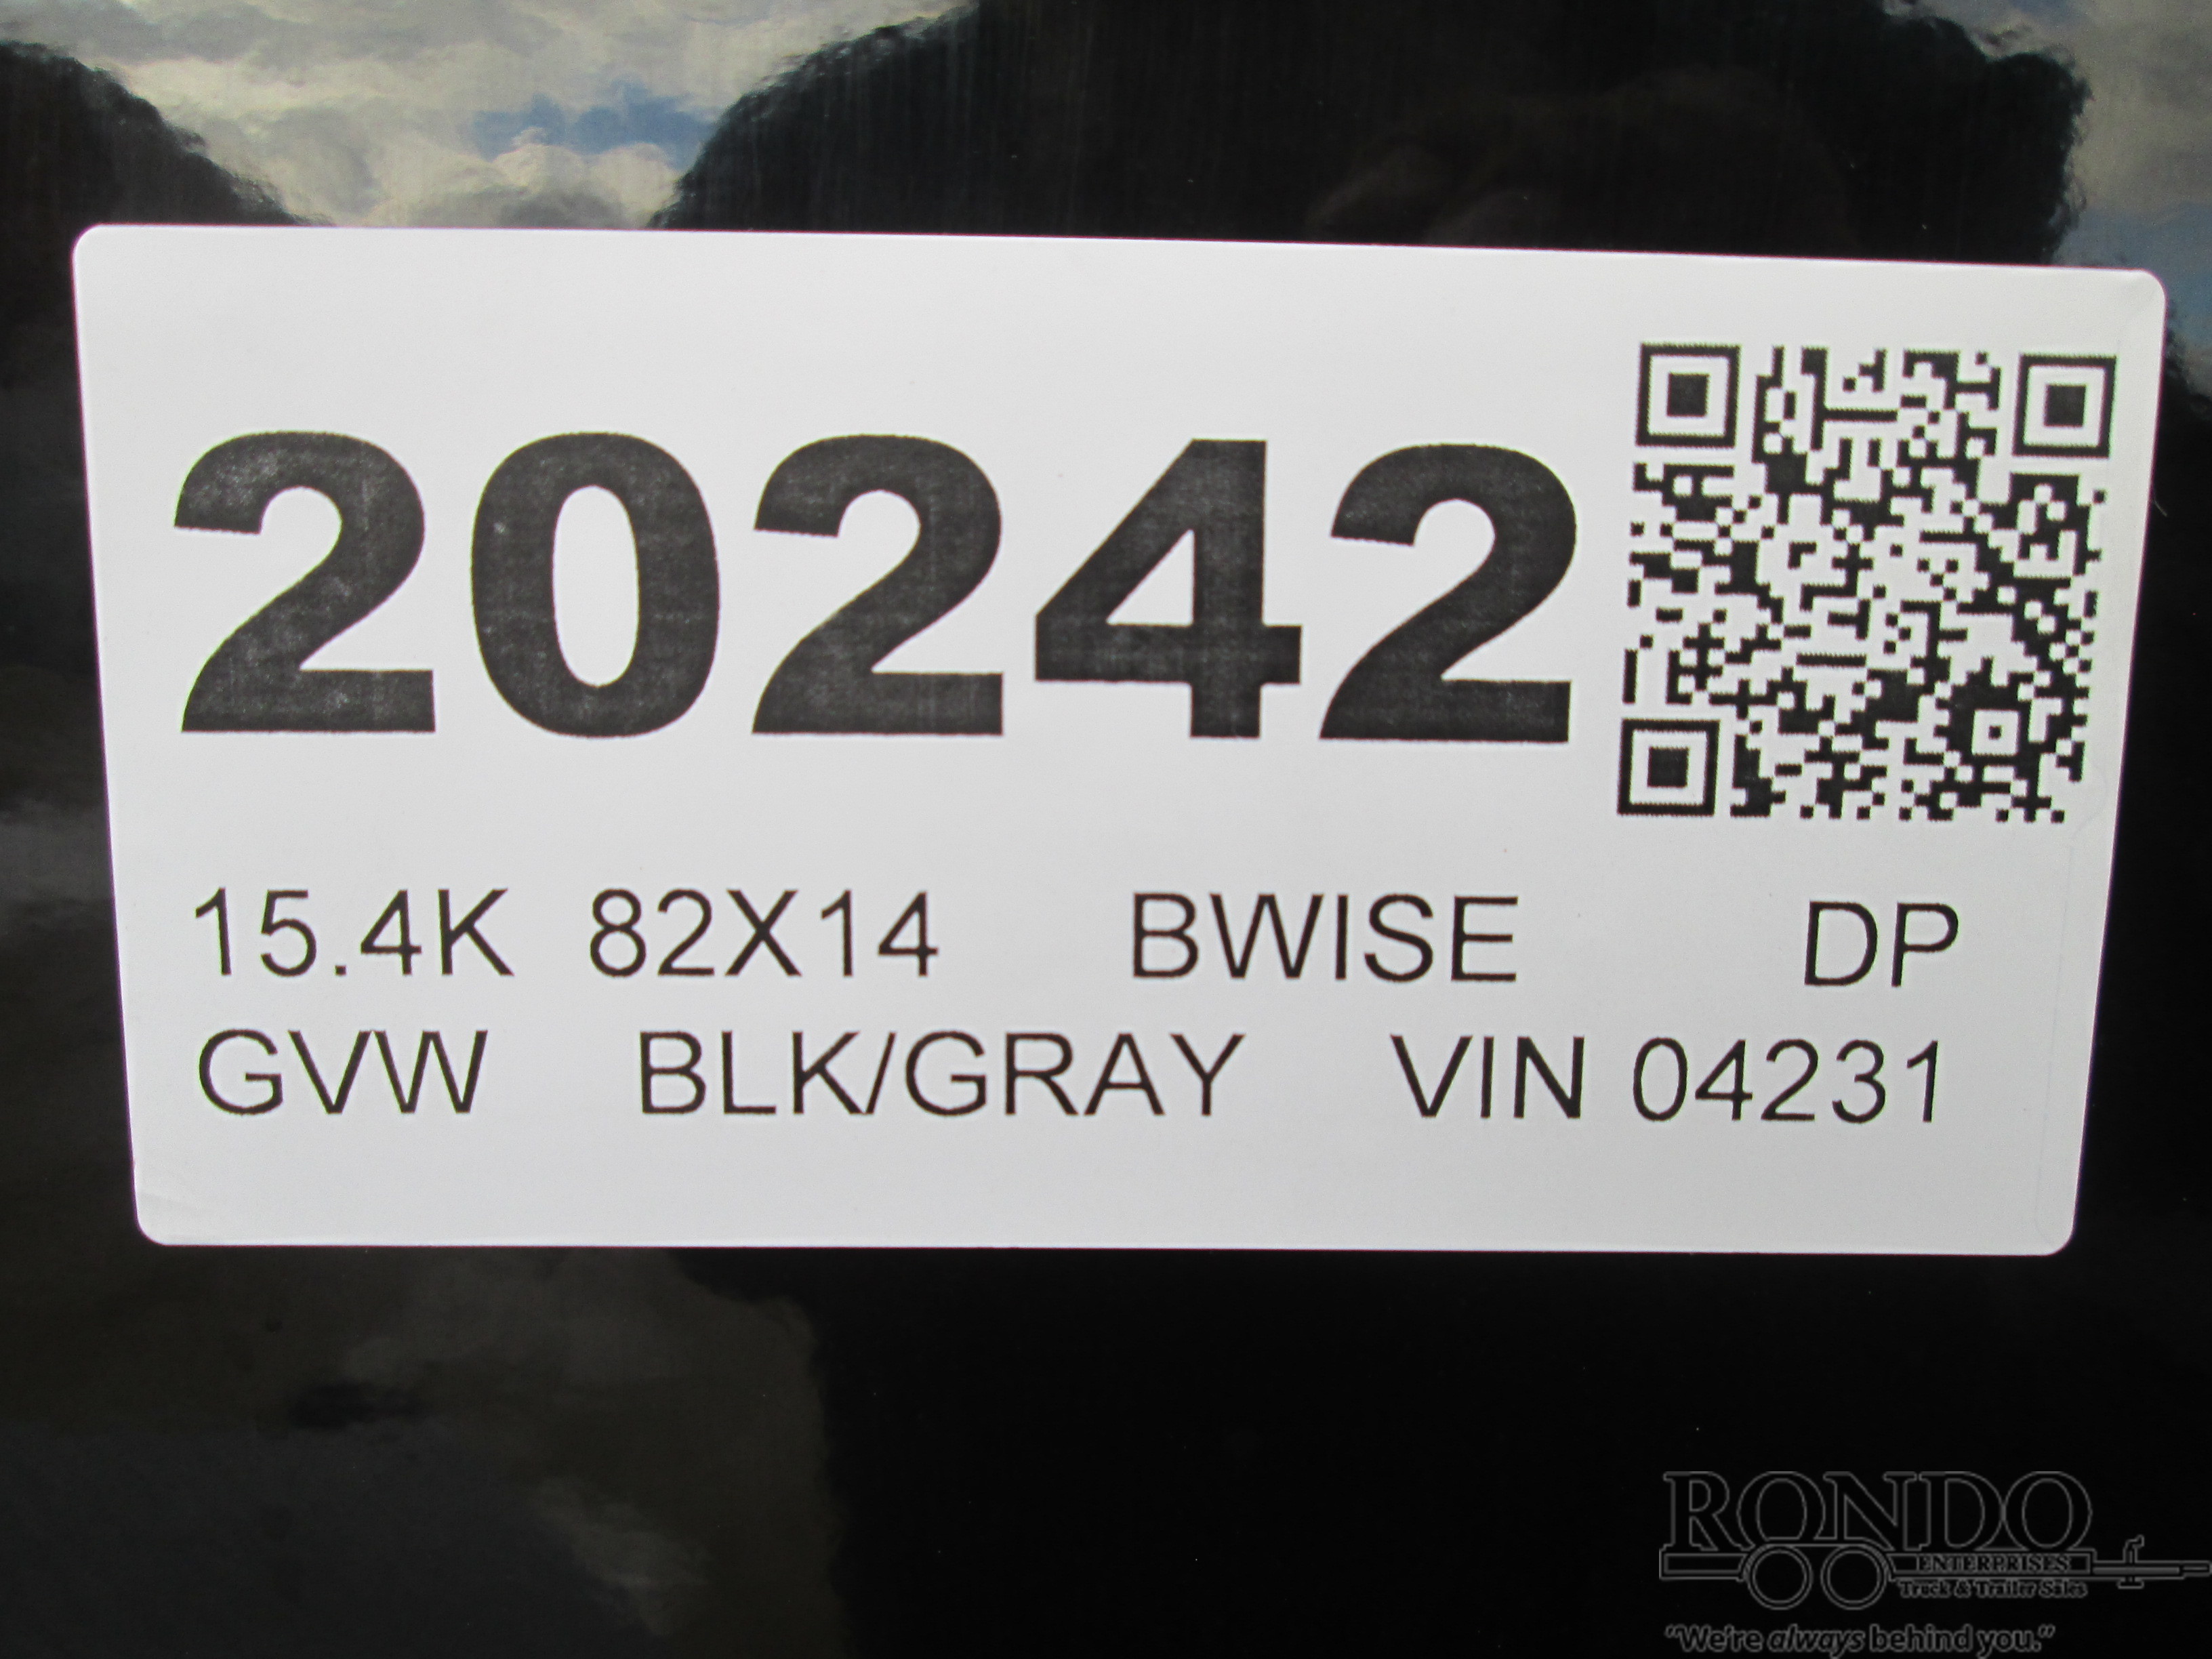 20242
15.4K 82X14 BWISE DP
GVW BLK/GRAY VIN 04231
RONDO
ENTERPRISES
Truck & Trailer Sales
"We're always behind you."